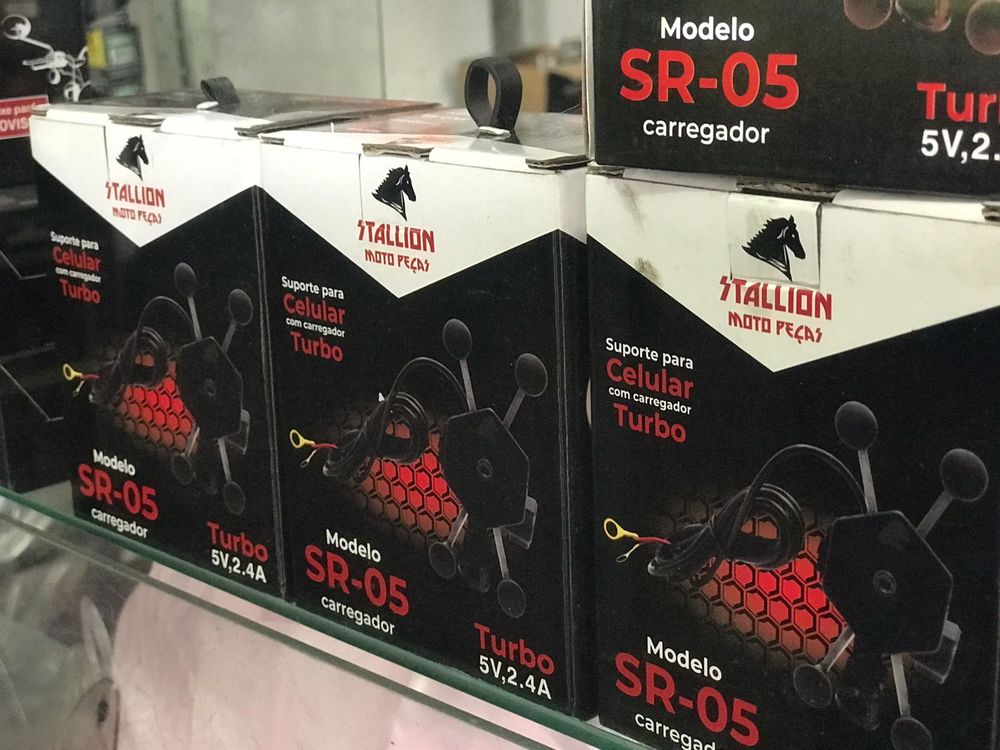 STALLION
MOTO PEÇAS
Suporte para
Celular
com carregador
Turbo
Modelo
SR-05
carregador
Turbo
5V,2.4A
STALLION
MOTO PEÇAS
Suporte para
Celular
com carregador
Turbo
Modelo
SR-05
carregador
Turbo
5V,2.4A
Modelo
SR-05
carregador
Tur
5V,2.
STALLION
MOTO PEÇAS
Suporte para
Celular
com carregador
Turbo
Modelo
SR-05
carregad